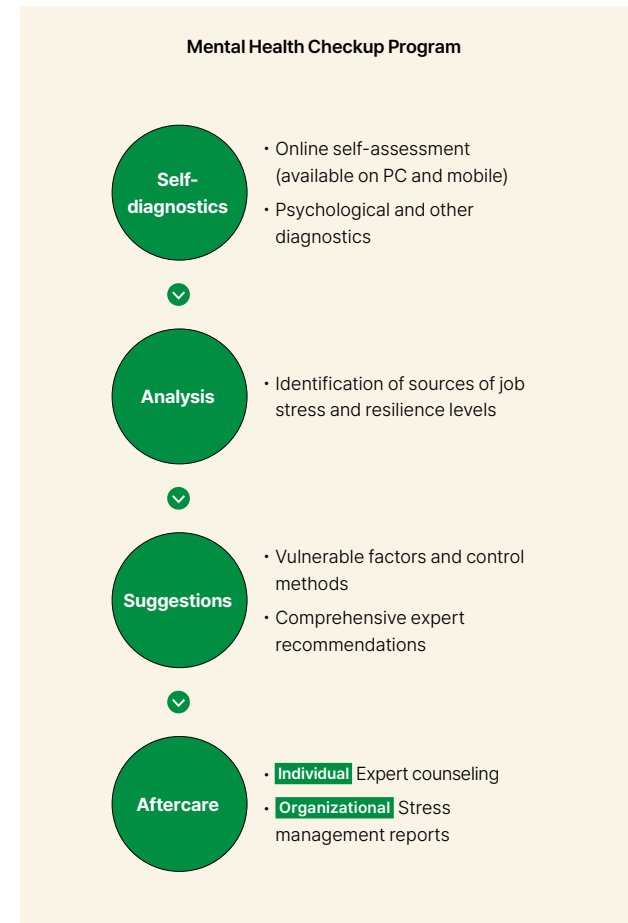 Mental Health Checkup Program
Self-
diagnostics
・Online self-assessment
(available on PC and mobile)
・Psychological and other
diagnostics
Analysis
・Identification of sources of job
stress and resilience levels
Suggestions
・Vulnerable factors and control
methods
・Comprehensive expert
recommendations
Aftercare
・Individual Expert counseling
・Organizational Stress
management reports